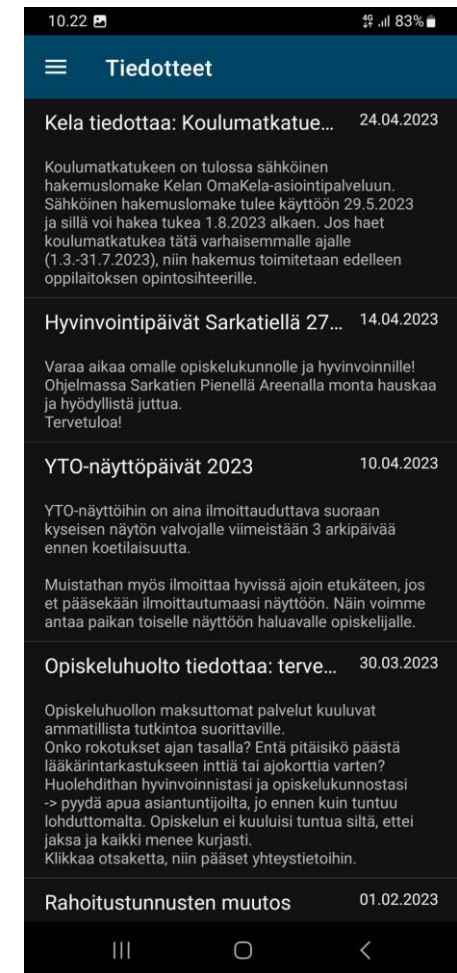 10.22 4G 83%
Tiedotteet
Kela tiedottaa: Koulumatkatue... 24.04.2023
Koulumatkatukeen on tulossa sähköinen
hakemuslomake Kelan OmaKela-asiointipalveluun.
Sähköinen hakemuslomake tulee käyttöön 29.5.2023
ja sillä voi hakea tukea 1.8.2023 alkaen. Jos haet
koulumatkatukea tätä varhaisemmalle ajalle
(1.3.-31.7.2023), niin hakemus toimitetaan edelleen
oppilaitoksen opintosihteerille.
Hyvinvointipäivät Sarkatiellä 27... 14.04.2023
Varaa aikaa omalle opiskelukunnolle ja hyvinvoinnille!
Ohjelmassa Sarkatien Pienellä Areenalla monta hauskaa
ja hyödyllistä juttua.
Tervetuloa!
YTO-näyttöpäivät 2023 10.04.2023
YTO-näyttöihin on aina ilmoittauduttava suoraan
kyseisen näytön valvojalle viimeistään 3 arkipäivää
ennen koetilaisuutta.
Muistathan myös ilmoittaa hyvissä ajoin etukäteen, jos
et pääsekään ilmoittautumaasi näyttöön. Näin voimme
antaa paikan toiselle näyttöön haluavalle opiskelijalle.
Opiskeluhuolto tiedottaa: terve... 30.03.2023
Opiskeluhuollon maksuttomat palvelut kuuluvat
ammatillista tutkintoa suorittaville.
Onko rokotukset ajan tasalla? Entä pitäisikö päästä
lääkärintarkastukseen inttiä tai ajokorttia varten?
Huolehdithan hyvinvoinnistasi ja opiskelukunnostasi
-> pyydä apua asiantuntijoilta, jo ennen kuin tuntuu
lohduttomalta. Opiskelun ei kuuluisi tuntua siltä, ettei
jaksa ja kaikki menee kurjasti.
Klikkaa otsaketta, niin pääset yhteystietoihin.
Rahoitustunnusten muutos 01.02.2023